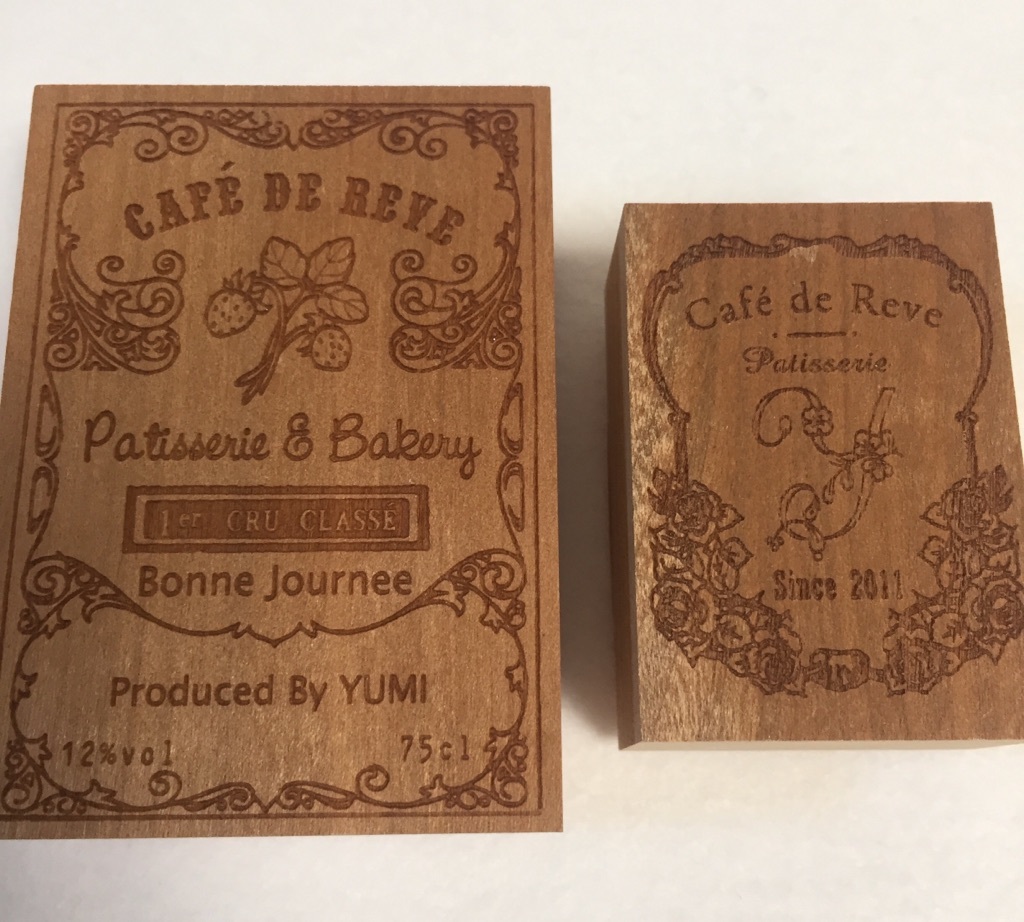 CAFÉ DE REVE
Patisserie & Bakery
1er CRU CLASSÉ
Bonne Journee
Produced By YUMI
12%vol 75cl
Café de Reve
Patisserie
Y
Since 2011